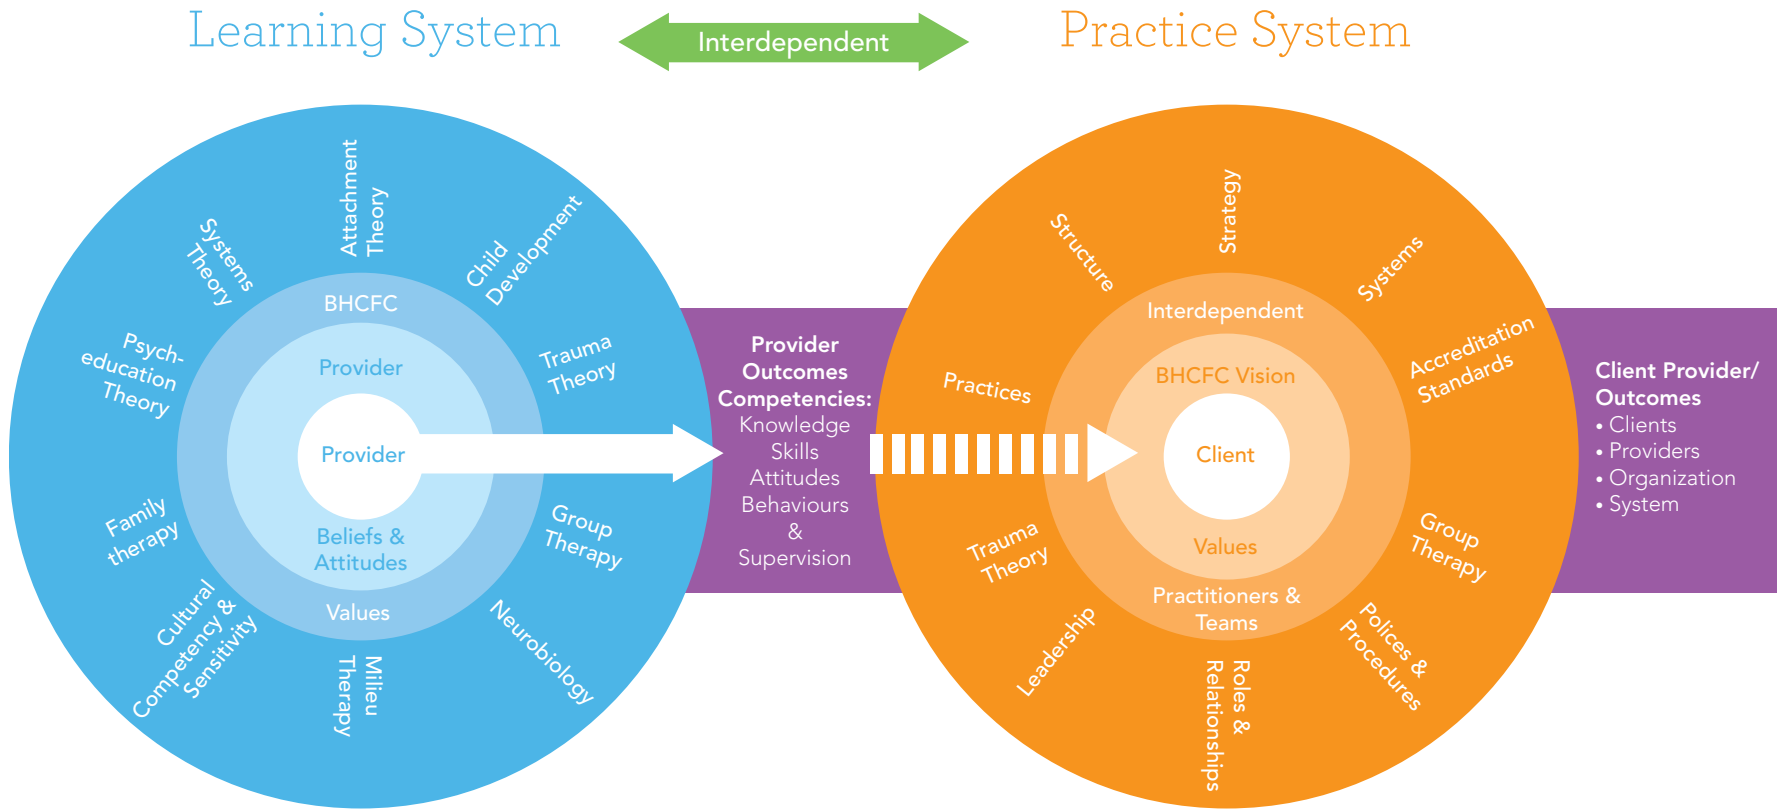 Learning System
Interdependent
Practice System
Attachment
Theory
Child
Development
Trauma
Theory
Group
Therapy
Neurobiology
Milieu
Therapy
Cultural
Competency &
Sensitivity
Family
therapy
Psych-
education
Theory
Systems
Theory
BHCFC
Provider
Provider
Beliefs &
Attitudes
Values
Provider
Outcomes
Competencies:
Knowledge
Skills
Attitudes
Behaviours
&
Supervision
Strategy
Systems
Accreditation
Standards
Group
Therapy
Polices &
Procedures
Roles &
Relationships
Leadership
Trauma
Theory
Practices
Structure
Interdependent
BHCFC Vision
Client
Values
Practitioners &
Teams
Client Provider/
Outcomes
• Clients
• Providers
• Organization
• System